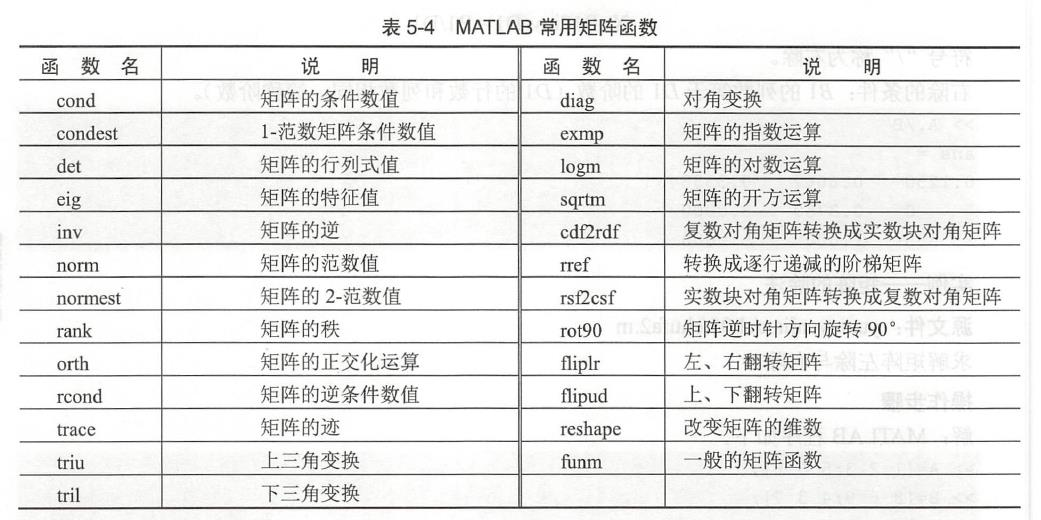 表 5-4 MATLAB 常用矩阵函数
函 数 名 说 明 函 数 名 说 明
cond 矩阵的条件数值 diag 对角变换
condest 1-范数矩阵条件数值 exmp 矩阵的指数运算
det 矩阵的行列式值 logm 矩阵的对数运算
eig 矩阵的特征值 sqrtm 矩阵的开方运算
inv 矩阵的逆 cdf2rdf 复数对角矩阵转换成实数块对角矩阵
norm 矩阵的范数值 rref 转换成逐行递减的阶梯矩阵
normest 矩阵的 2-范数值 rsf2csf 实数块对角矩阵转换成复数对角矩阵
rank 矩阵的秩 rot90 矩阵逆时针方向旋转 90°
orth 矩阵的正交化运算 fliplr 左、右翻转矩阵
rcond 矩阵的逆条件数值 flipud 上、下翻转矩阵
trace 矩阵的迹 reshape 改变矩阵的维数
triu 上三角变换 funm 一般的矩阵函数
tril 下三角变换